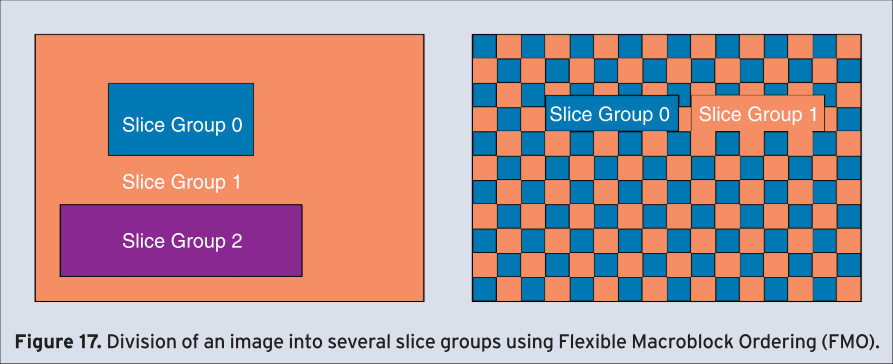 Slice Group 0
Slice Group 1
Slice Group 2
Slice Group 0
Slice Group 1
Figure 17. Division of an image into several slice groups using Flexible Macroblock Ordering (FMO).